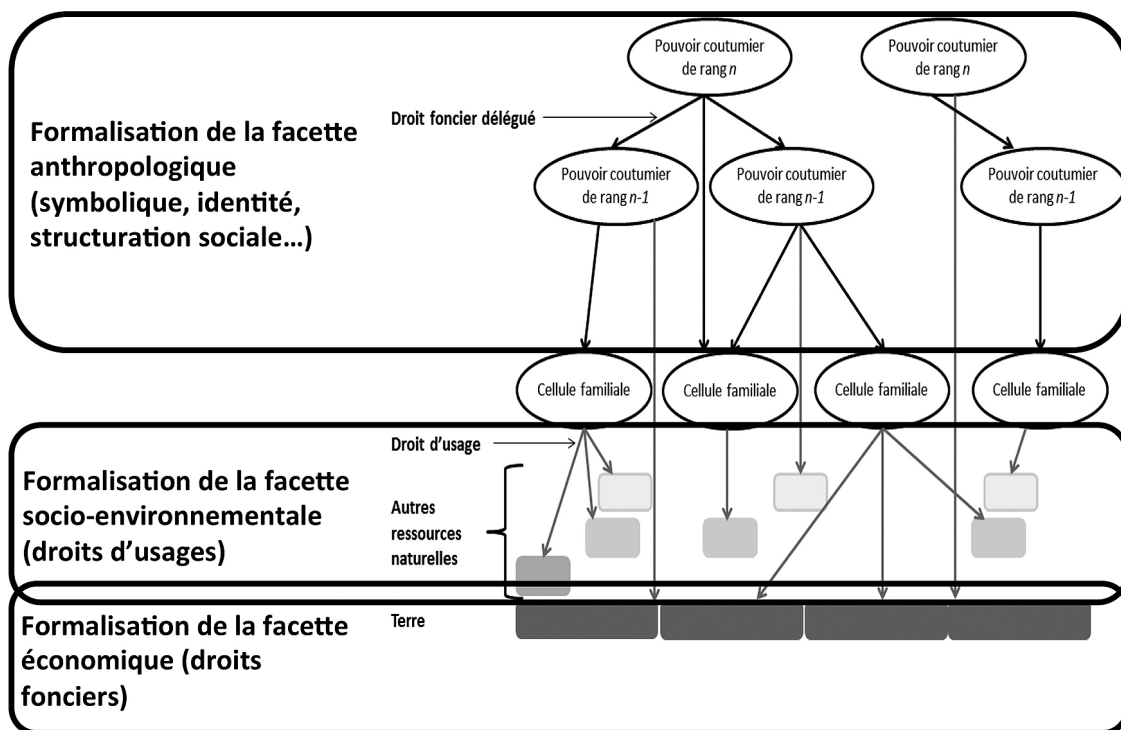 Pouvoir coutumier
de rang n
Pouvoir coutumier
de rang n
Droit foncier délégué
Formalisation de la facette
anthropologique
(symbolique, identité,
structuration sociale…)
Pouvoir coutumier
de rang n-1
Pouvoir coutumier
de rang n-1
Pouvoir coutumier
de rang n-1
Cellule familiale
Cellule familiale
Cellule familiale
Cellule familiale
Droit d’usage
Formalisation de la facette
socio-environnementale
(droits d’usages)
Autres
ressources
naturelles
Formalisation de la facette
économique (droits
fonciers)
Terre